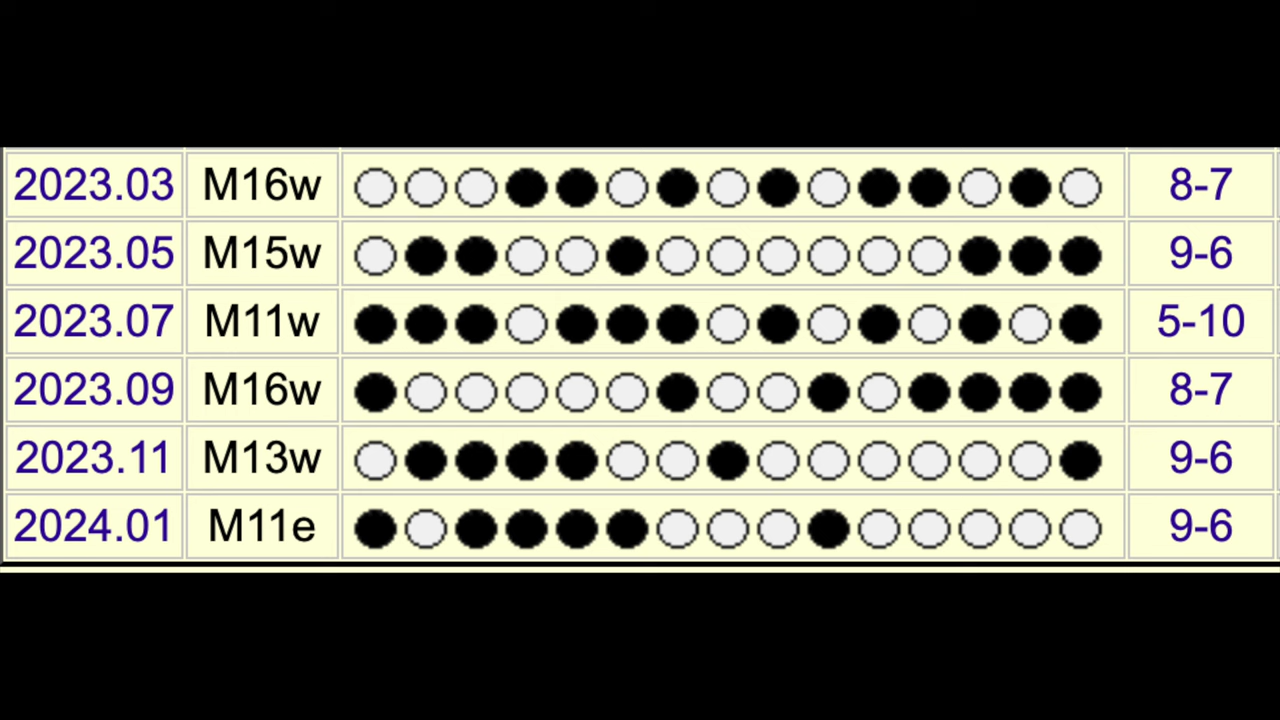 2023.03 M16w 8-7
2023.05 M15w 9-6
2023.07 M11w 5-10
2023.09 M16w 8-7
2023.11 M13w 9-6
2024.01 M11e 9-6